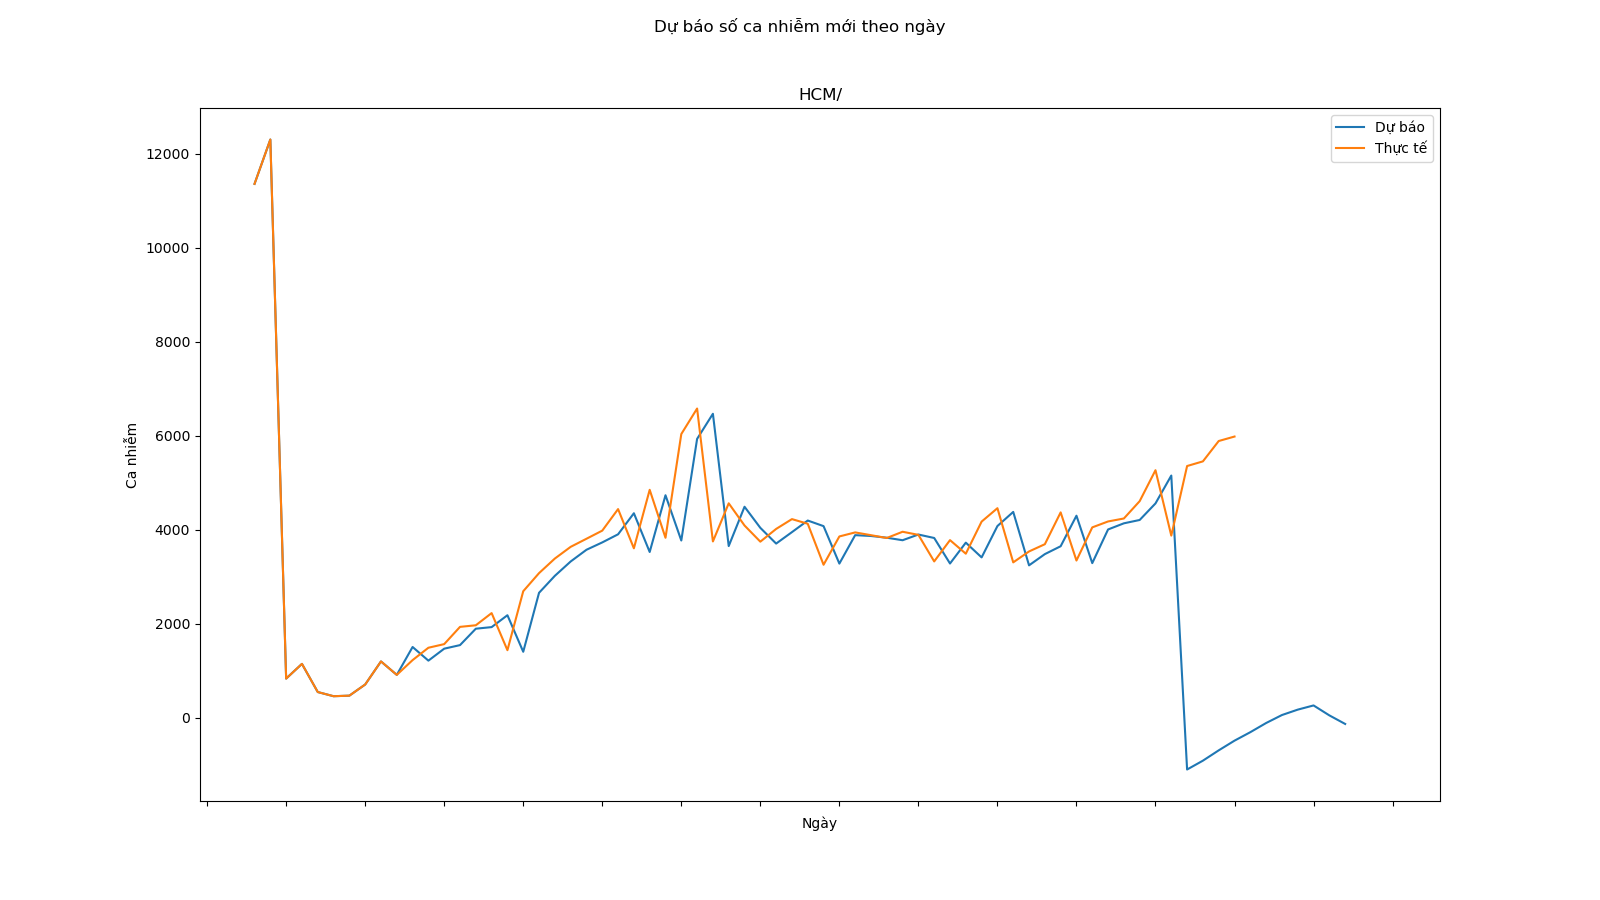 Dự báo số ca nhiễm mới theo ngày
HCM/
Dự báo
Thực tế
12000
10000
8000
6000
4000
2000
0
Ca nhiễm
Ngày